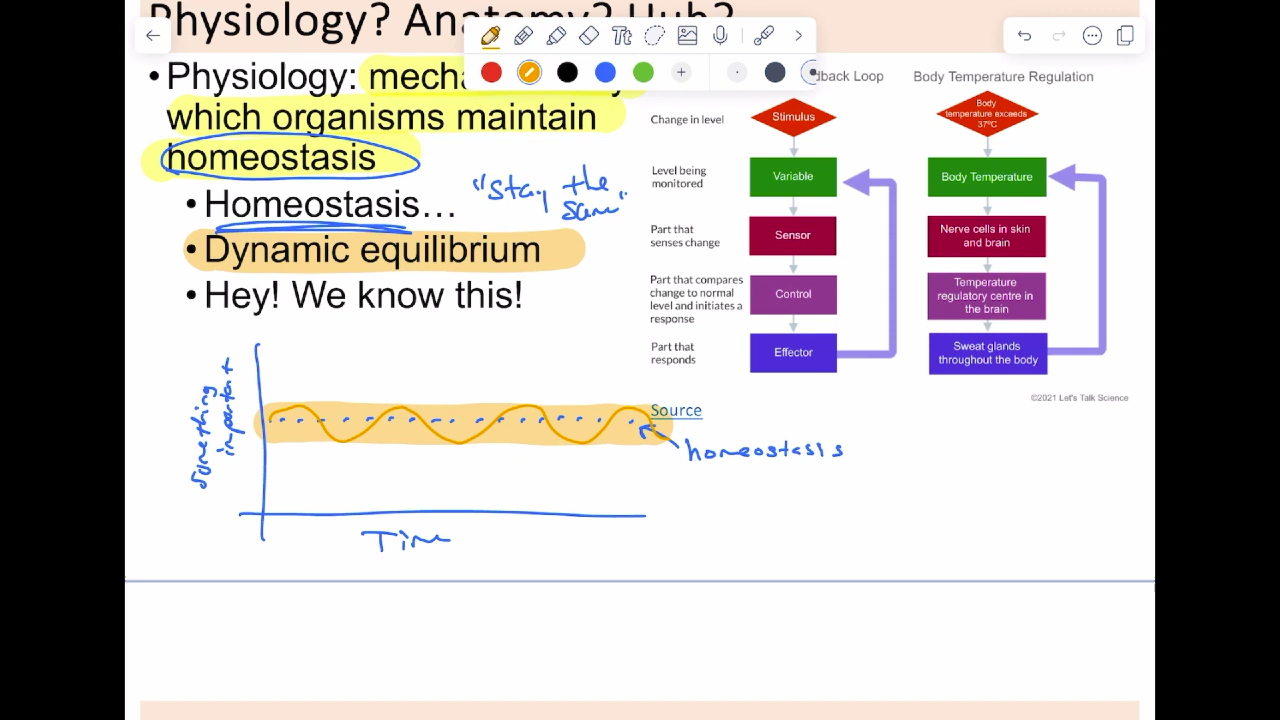 Physiology? Anatomy? Huh?
• Physiology: mech
which organisms maintain
homeostasis
• Homeostasis…
"stay the
same"
• Dynamic equilibrium
• Hey! We know this!
dback Loop
Change in level
Stimulus
Level being
monitored
Variable
Part that
senses change
Sensor
Part that compares
change to normal
level and initiates a
response
Control
Part that
responds
Effector
Body Temperature Regulation
Body
temperature exceeds
37ºC
Body Temperature
Nerve cells in skin
and brain
Temperature
regulatory centre in
the brain
Sweat glands
throughout the body
©2021 Let's Talk Science
Source
something
important
homeostasis
Time
Tt